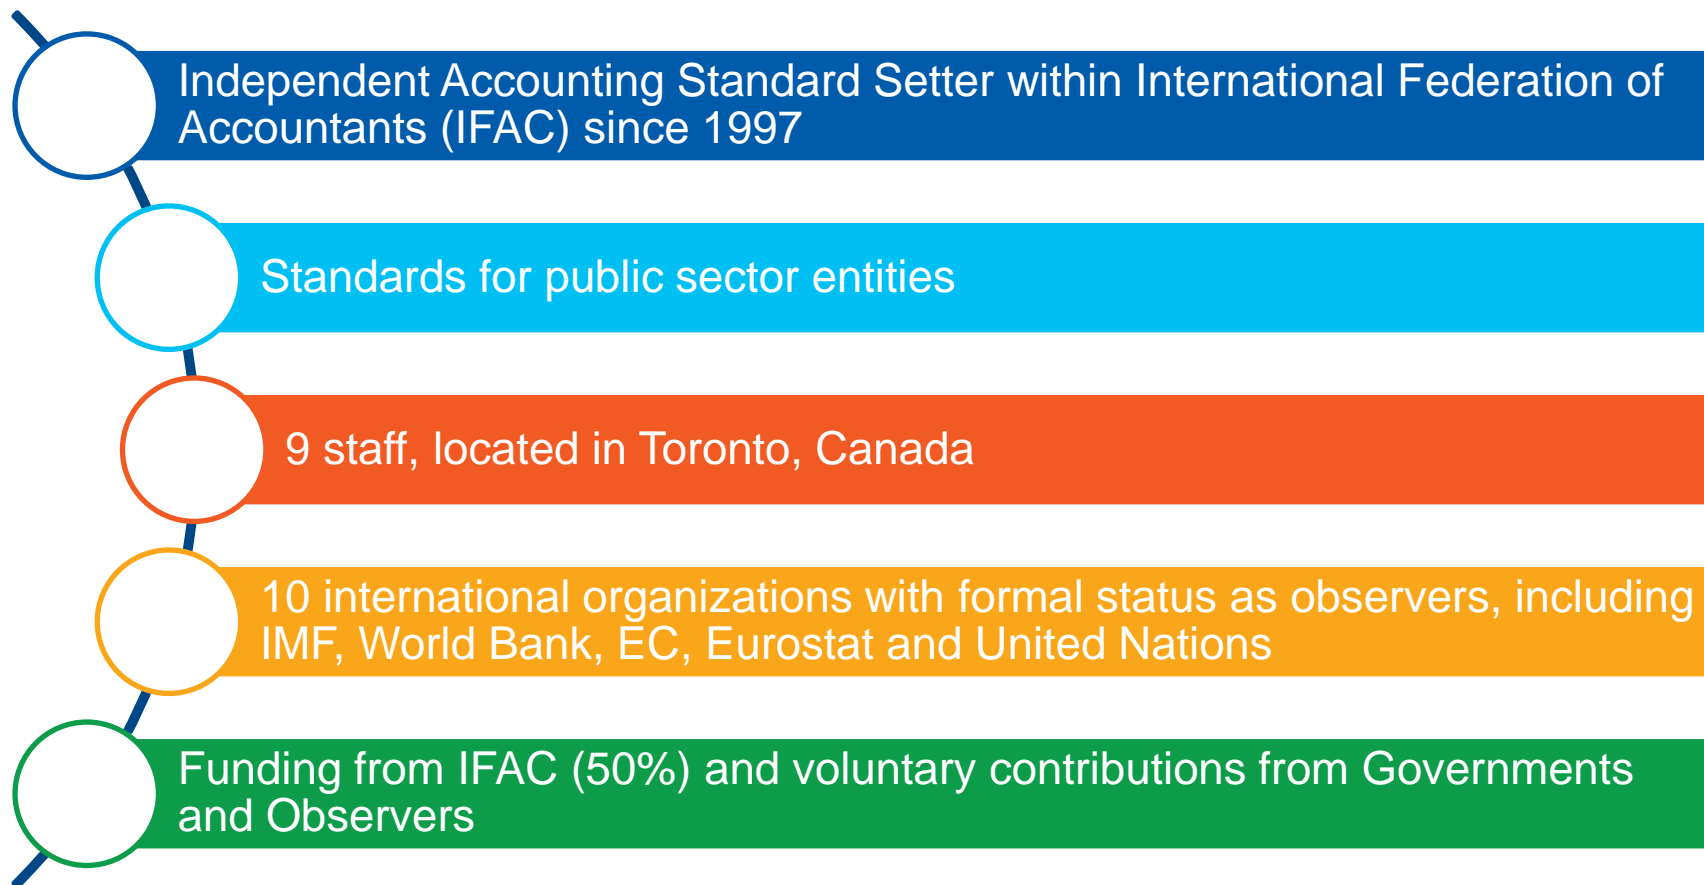 Independent Accounting Standard Setter within International Federation of
Accountants (IFAC) since 1997
Standards for public sector entities
9 staff, located in Toronto, Canada
10 international organizations with formal status as observers, including
IMF, World Bank, EC, Eurostat and United Nations
Funding from IFAC (50%) and voluntary contributions from Governments
and Observers